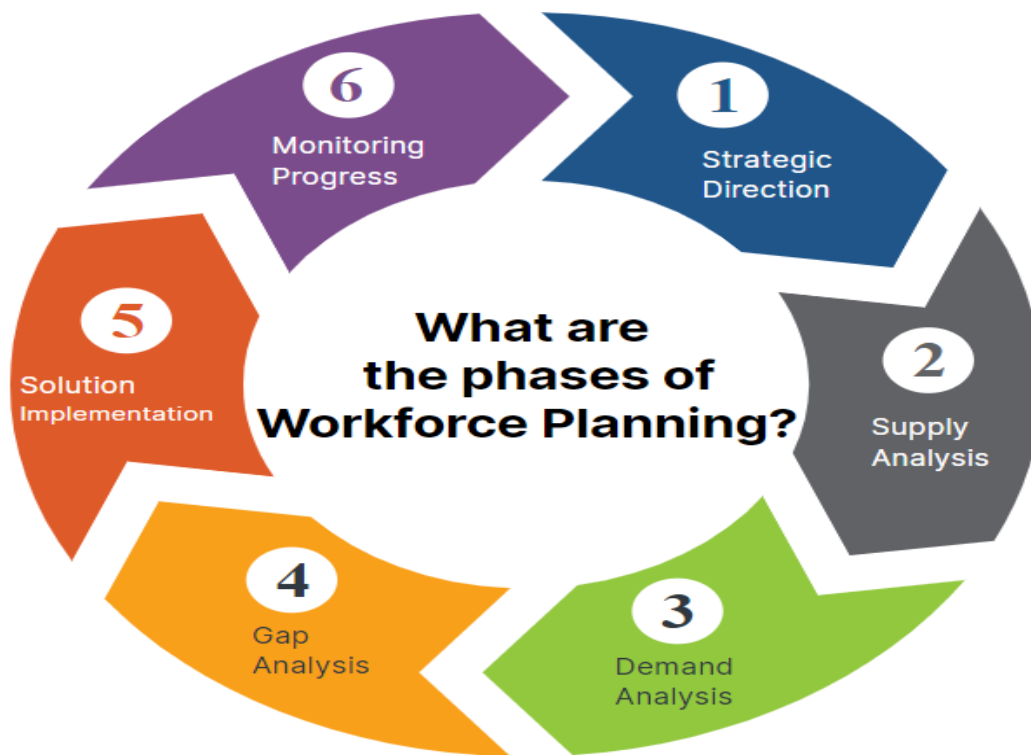 What are
the phases of
Workforce Planning?
1
Strategic
Direction
2
Supply
Analysis
3
Demand
Analysis
4
Gap
Analysis
5
Solution
Implementation
6
Monitoring
Progress